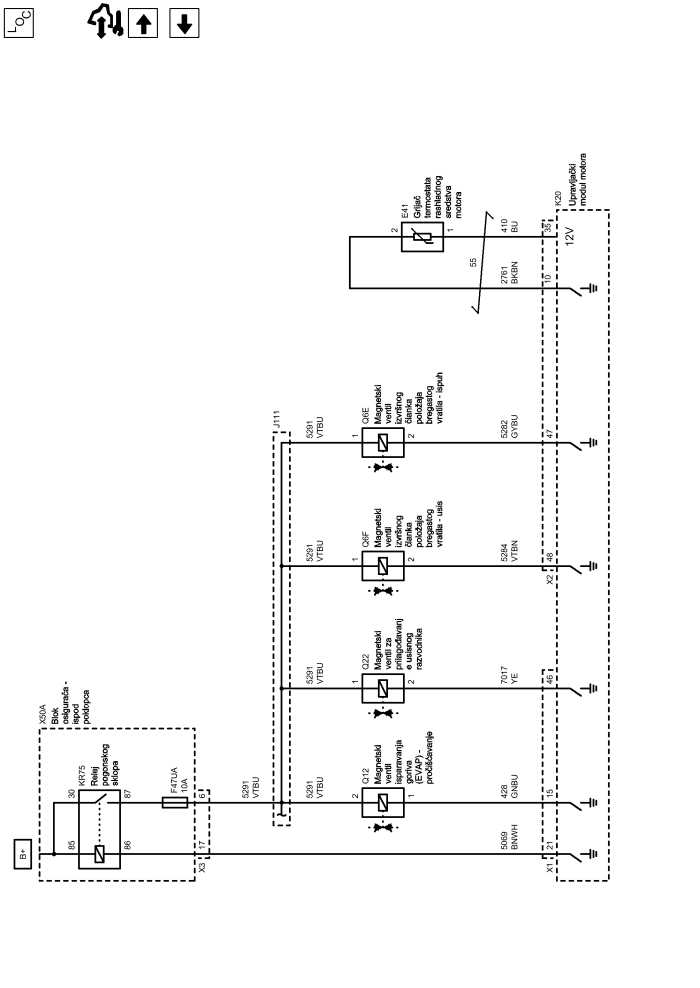 LOC
B+
X50A
Blok
osigurača -
ispod
poklopca
KR75
Relej
pogonskog
sklopa
30
87
85
86
F47UA
10A
6
17
X3
5291
VTBU
J111
5291
VTBU
5291
VTBU
5291
VTBU
5291
VTBU
Q12
Magnetski
ventil
isparavanja
goriva
(EVAP) -
pročišćavanje
2
1
Q22
Magnetski
ventil za
prilagođavanj
e usisnog
razvodnika
1
2
Q6F
Magnetski
ventil
izvršnog
članka
položaja
bregastog
vratila - usis
1
2
Q6E
Magnetski
ventil
izvršnog
članka
položaja
bregastog
vratila - ispuh
1
2
E41
Grijač
termostata
rashladnog
sredstva
motora
2
1
55
5069
BNWH
428
GNBU
7017
YE
5284
VTBN
5282
GYBU
2761
BKBN
410
BU
X1
21
15
46
X2
48
47
10
35
12V
K20
Upravljački
modul motora